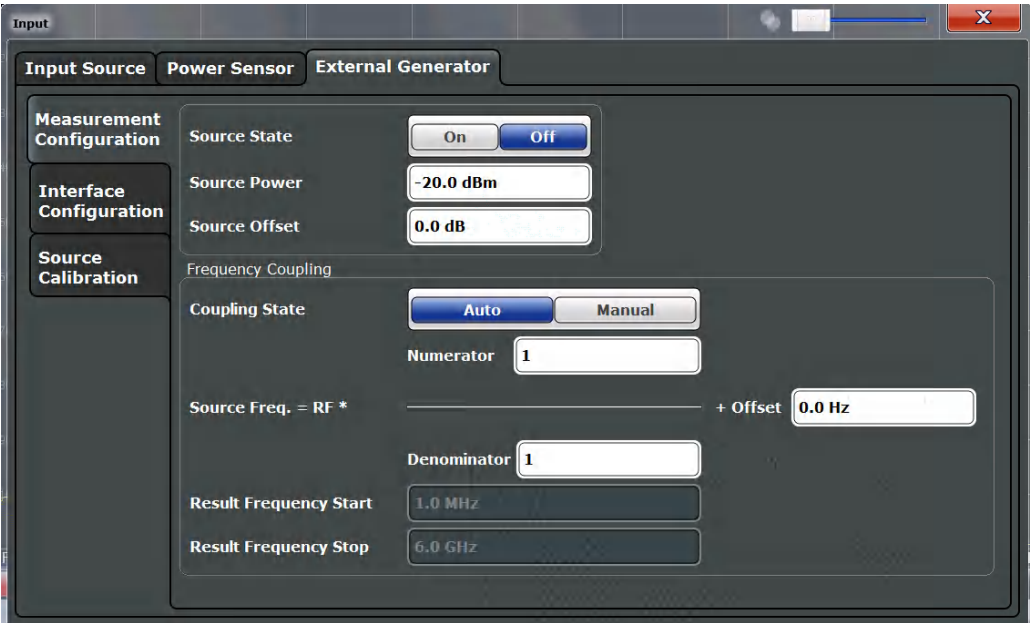 Input
X
Input Source Power Sensor External Generator
Measurement
Configuration
Interface
Configuration
Source
Calibration
Source State On Off
Source Power -20.0 dBm
Source Offset 0.0 dB
Frequency Coupling
Coupling State Auto Manual
Numerator 1
Source Freq. = RF * + Offset 0.0 Hz
Denominator 1
Result Frequency Start 1.0 MHz
Result Frequency Stop 6.0 GHz